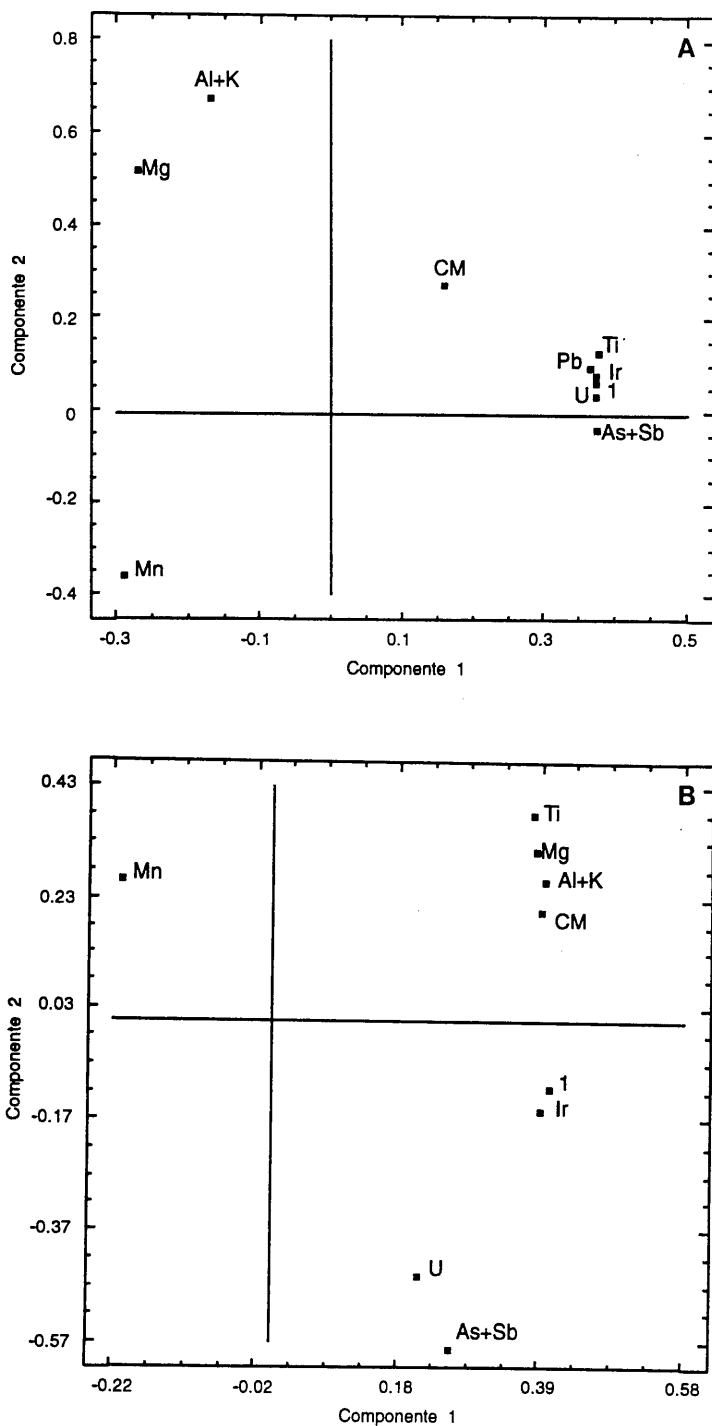 A
0.8
Al+K
0.6
Mg
0.4
CM
0.2
Ti
Pb Ir
U 1
0
As+Sb
-0.2
Mn
-0.4
-0.3 -0.1 0.1 0.3 0.5
Componente 2
Componente 1
B
0.43
Ti
Mg
Mn Al+K
0.23
CM
0.03
1
Ir
-0.17
-0.37
U
As+Sb
-0.57
-0.22 -0.02 0.18 0.39 0.58
Componente 2
Componente 1